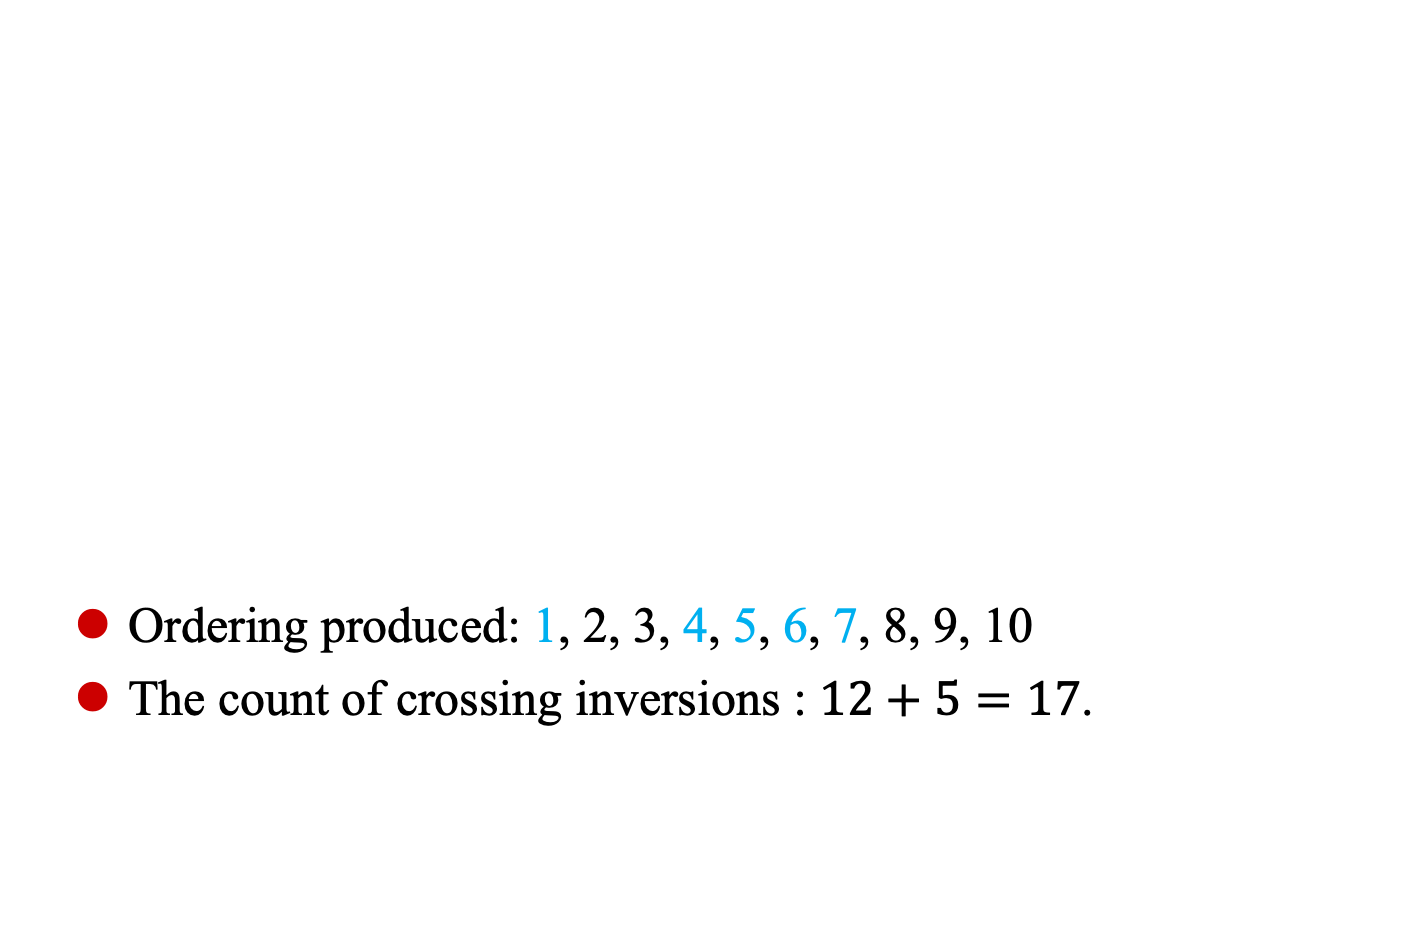 ● Ordering produced: 1, 2, 3, 4, 5, 6, 7, 8, 9, 10
● The count of crossing inversions : 12 + 5 = 17.